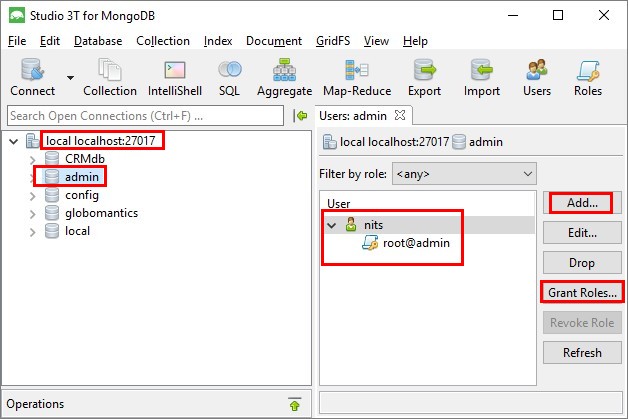 Studio 3T for MongoDB
File Edit Database Collection Index Document GridFS View Help
Connect Collection IntelliShell SQL Aggregate Map-Reduce Export Import Users Roles
Search Open Connections (Ctrl+F) ...
local localhost:27017
CRMdb
admin
config
globomantics
local
Operations
Users: admin
local localhost:27017 admin
Filter by role: <any>
User
nits
root@admin
Add...
Edit...
Drop
Grant Roles...
Revoke Role
Refresh